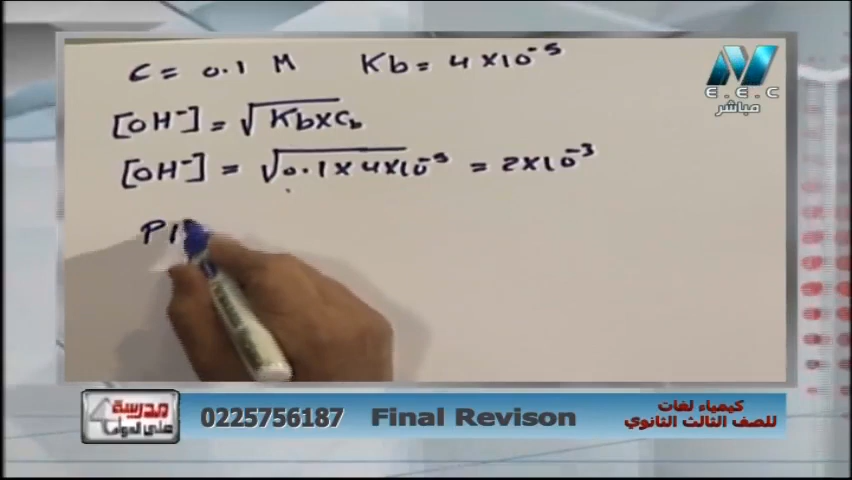 C = 0.1 M Kb = 4 x 10⁻⁵
[OH⁻] = √Kb x Cb
[OH⁻] = √0.1 x 4 x 10⁻⁵ = 2 x 10⁻³
E.E.C
مباشر
مدرسة
على الهواء
0225756187 Final Revison
كيمياء لغات
للصف الثالث الثانوي